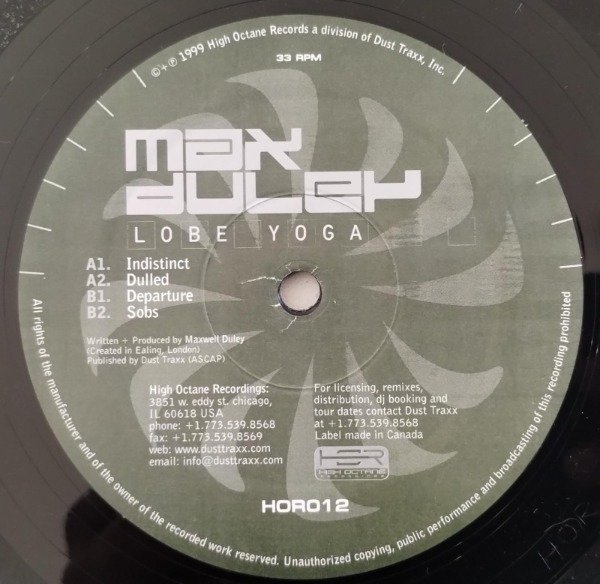 ©+℗ 1999 High Octane Records a division of Dust Traxx, Inc.
33 RPM
max
duley
LOBE YOGA
A1. Indistinct
A2. Dulled
B1. Departure
B2. Sobs
Written + Produced by Maxwell Duley
(Created in Ealing, London)
Published by Dust Traxx (ASCAP)
High Octane Recordings:
3851 w. eddy st. chicago,
IL 60618 USA
phone: +1.773.539.8568
fax: +1.773.539.8569
web: www.dusttraxx.com
email: info@dusttraxx.com
For licensing, remixes,
distribution, dj booking and
tour dates contact Dust Traxx
at +1.773.539.8568
Label made in Canada
HIGH OCTANE
RECORDINGS
HOR012
All rights of the manufacturer and of the owner of the recorded work reserved. Unauthorized copying, public performance and broadcasting of this recording prohibited
HOR